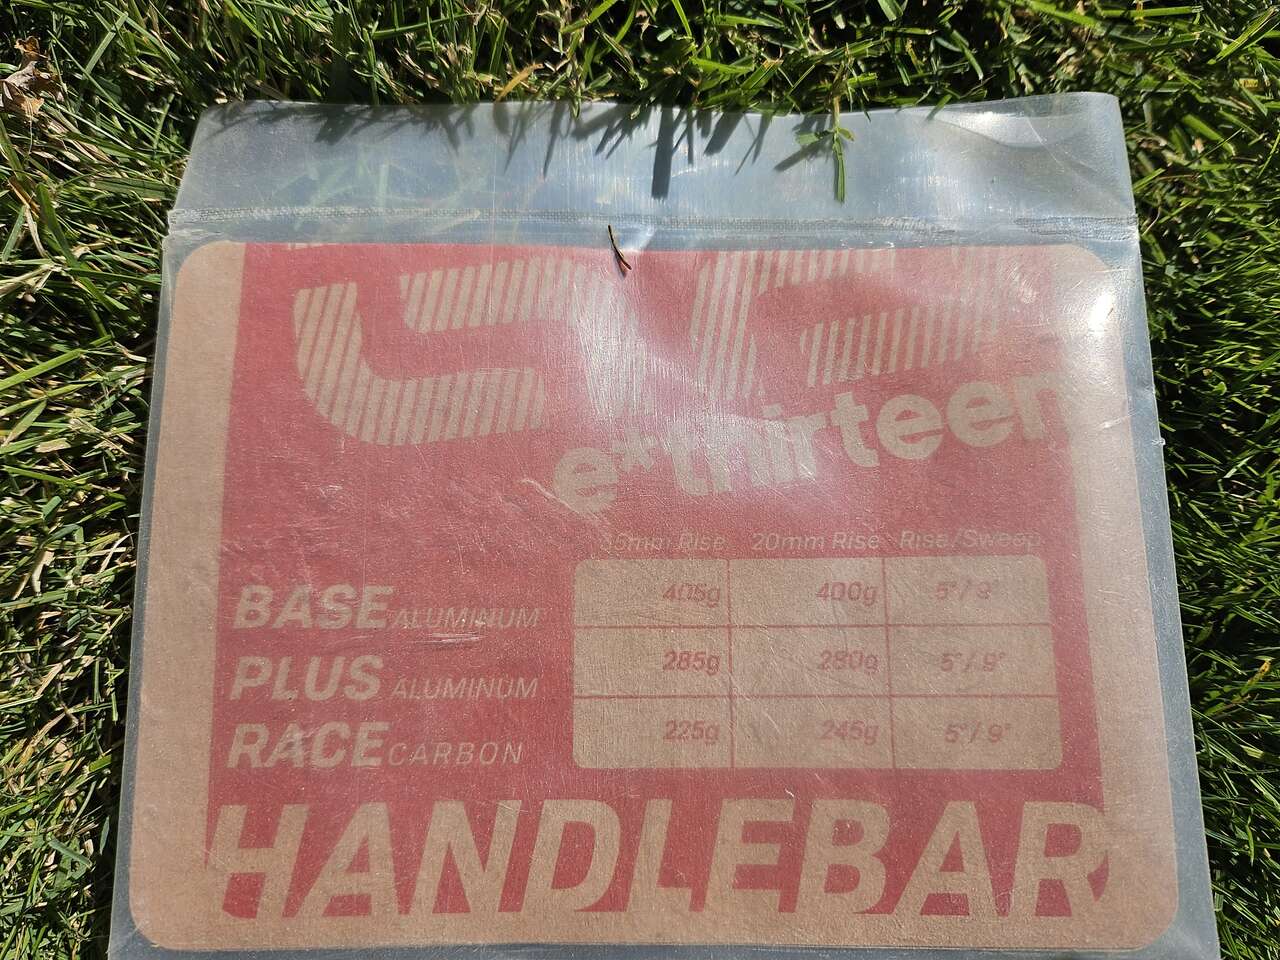 e*thirteen
mm Rise 20mm Rise Rise/Sweep
BASE ALUMINUM 405g 400g 5°/9°
PLUS ALUMINUM 285g 280g 5°/9°
RACE CARBON 225g 245g 5°/9°
HANDLEBAR